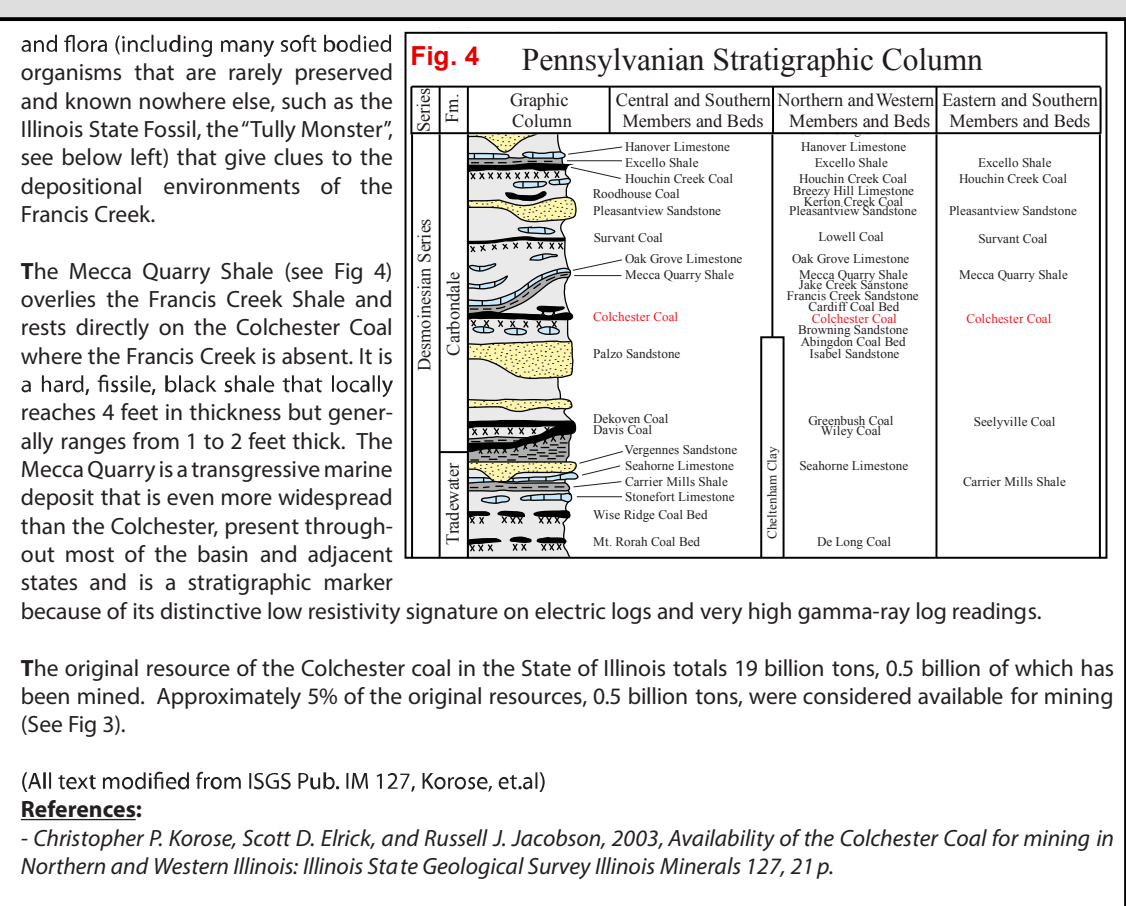 and flora (including many soft bodied
organisms that are rarely preserved
and known nowhere else, such as the
Illinois State Fossil, the “Tully Monster”,
see below left) that give clues to the
depositional environments of the
Francis Creek.
The Mecca Quarry Shale (see Fig 4)
overlies the Francis Creek Shale and
rests directly on the Colchester Coal
where the Francis Creek is absent. It is
a hard, fissile, black shale that locally
reaches 4 feet in thickness but gener-
ally ranges from 1 to 2 feet thick. The
Mecca Quarry is a transgressive marine
deposit that is even more widespread
than the Colchester, present through-
out most of the basin and adjacent
states and is a stratigraphic marker
because of its distinctive low resistivity signature on electric logs and very high gamma-ray log readings.
Fig. 4 Pennsylvanian Stratigraphic Column
Series
Fm.
Graphic
Column
Central and Southern
Members and Beds
Northern and Western
Members and Beds
Eastern and Southern
Members and Beds
Desmoinesian Series
Carbondale
Tradewater
Hanover Limestone
Excello Shale
Houchin Creek Coal
Roodhouse Coal
Pleasantview Sandstone
Survant Coal
Oak Grove Limestone
Mecca Quarry Shale
Colchester Coal
Palzo Sandstone
Dekoven Coal
Davis Coal
Vergennes Sandstone
Seahorne Limestone
Carrier Mills Shale
Stonefort Limestone
Wise Ridge Coal Bed
Mt. Rorah Coal Bed
Cheltenham Clay
Hanover Limestone
Excello Shale
Houchin Creek Coal
Breezy Hill Limestone
Kerton Creek Coal
Pleasantview Sandstone
Lowell Coal
Oak Grove Limestone
Mecca Quarry Shale
Jake Creek Sanstone
Francis Creek Sandstone
Cardiff Coal Bed
Colchester Coal
Browning Sandstone
Abingdon Coal Bed
Isabel Sandstone
Greenbush Coal
Wiley Coal
Seahorne Limestone
De Long Coal
Excello Shale
Houchin Creek Coal
Pleasantview Sandstone
Survant Coal
Mecca Quarry Shale
Colchester Coal
Seelyville Coal
Carrier Mills Shale
The original resource of the Colchester coal in the State of Illinois totals 19 billion tons, 0.5 billion of which has
been mined. Approximately 5% of the original resources, 0.5 billion tons, were considered available for mining
(See Fig 3).
(All text modified from ISGS Pub. IM 127, Korose, et.al)
References:
- Christopher P. Korose, Scott D. Elrick, and Russell J. Jacobson, 2003, Availability of the Colchester Coal for mining in
Northern and Western Illinois: Illinois State Geological Survey Illinois Minerals 127, 21 p.